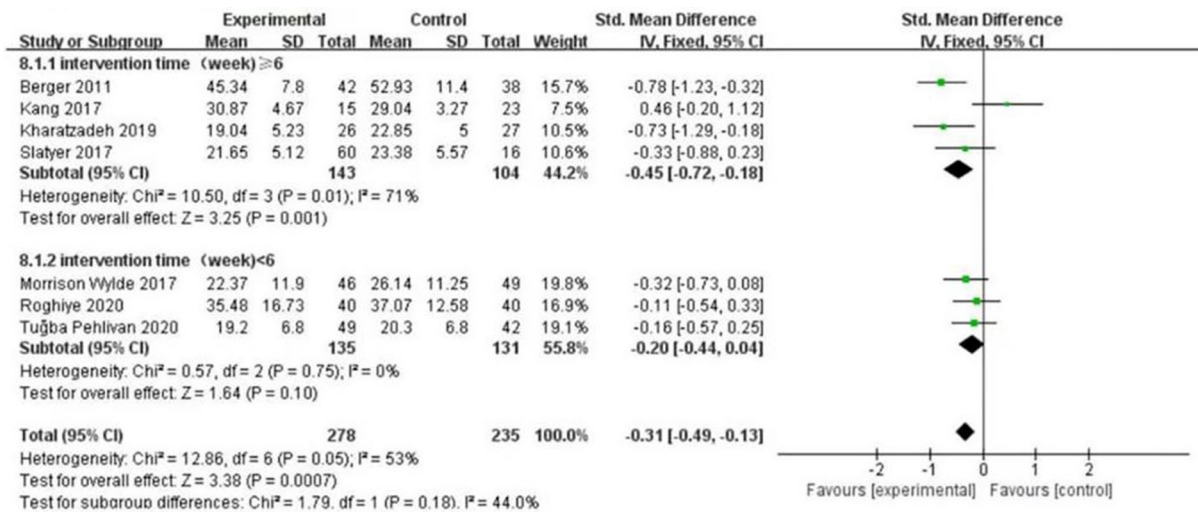 Experimental Control Std. Mean Difference Std. Mean Difference
Study or Subgroup Mean SD Total Mean SD Total Weight IV, Fixed, 95% CI IV, Fixed, 95% CI
8.1.1 intervention time （week）≥6
Berger 2011 45.34 7.8 42 52.93 11.4 38 15.7% -0.78 [-1.23, -0.32]
Kang 2017 30.87 4.67 15 29.04 3.27 23 7.5% 0.46 [-0.20, 1.12]
Kharatzadeh 2019 19.04 5.23 26 22.85 5 27 10.5% -0.73 [-1.29, -0.18]
Slatyer 2017 21.65 5.12 60 23.38 5.57 16 10.6% -0.33 [-0.88, 0.23]
Subtotal (95% CI) 143 104 44.2% -0.45 [-0.72, -0.18]
Heterogeneity: Chi² = 10.50, df = 3 (P = 0.01); I² = 71%
Test for overall effect: Z = 3.25 (P = 0.001)
8.1.2 intervention time （week)<6
Morrison Wylde 2017 22.37 11.9 46 26.14 11.25 49 19.8% -0.32 [-0.73, 0.08]
Roghiye 2020 35.48 16.73 40 37.07 12.58 40 16.9% -0.11 [-0.54, 0.33]
Tuğba Pehlivan 2020 19.2 6.8 49 20.3 6.8 42 19.1% -0.16 [-0.57, 0.25]
Subtotal (95% CI) 135 131 55.8% -0.20 [-0.44, 0.04]
Heterogeneity: Chi² = 0.57, df = 2 (P = 0.75); I² = 0%
Test for overall effect: Z = 1.64 (P = 0.10)
Total (95% CI) 278 235 100.0% -0.31 [-0.49, -0.13]
Heterogeneity: Chi² = 12.86, df = 6 (P = 0.05); I² = 53%
Test for overall effect: Z = 3.38 (P = 0.0007)
Test for subgroup differences: Chi² = 1.79, df = 1 (P = 0.18), I² = 44.0%
-2 -1 0 1 2
Favours [experimental] Favours [control]